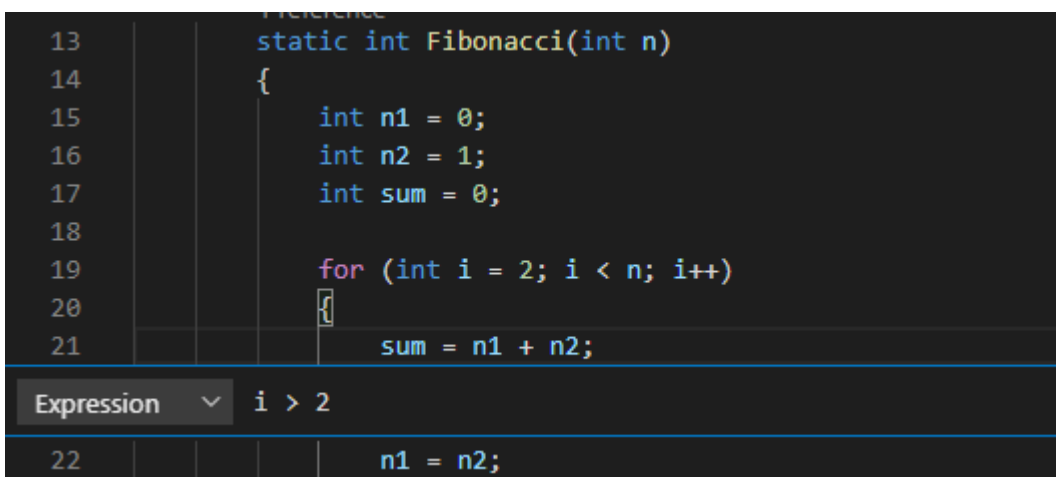 13 static int Fibonacci(int n)
14 {
15 int n1 = 0;
16 int n2 = 1;
17 int sum = 0;
18
19 for (int i = 2; i < n; i++)
20 {
21 sum = n1 + n2;
Expression i > 2
22 n1 = n2;